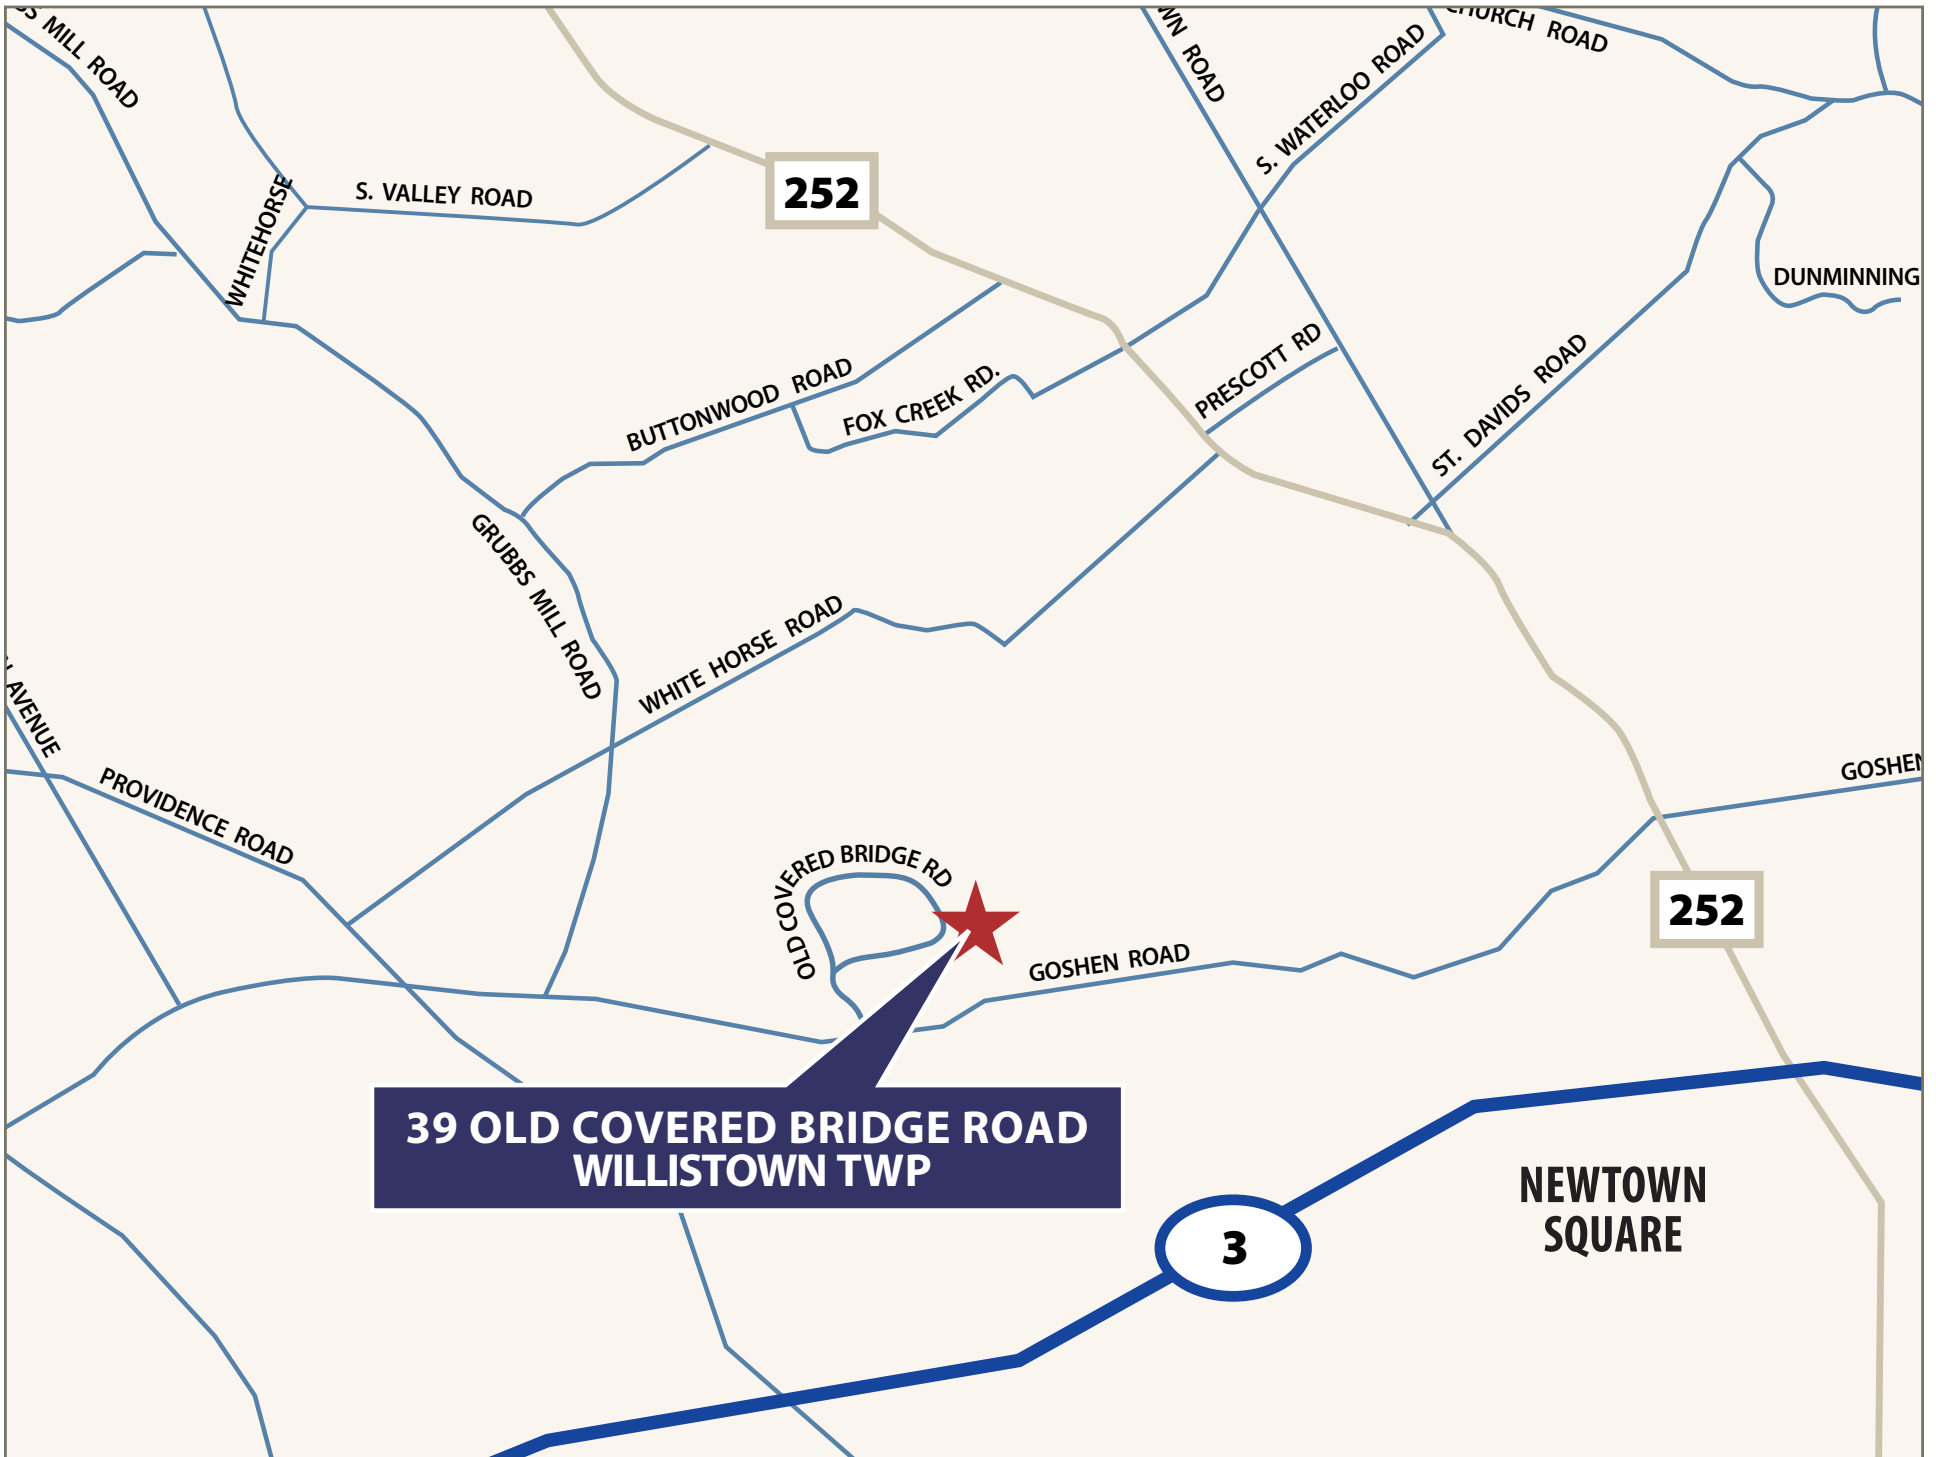 MILL ROAD
ROAD
CHURCH ROAD
S. WATERLOO ROAD
252
S. VALLEY ROAD
WHITEHORSE
DUNMINNING
PRESCOTT RD
BUTTONWOOD ROAD
FOX CREEK RD.
ST. DAVIDS ROAD
GRUBBS MILL ROAD
WHITE HORSE ROAD
AVENUE
PROVIDENCE ROAD
GOSHEN
OLD COVERED BRIDGE RD
252
GOSHEN ROAD
39 OLD COVERED BRIDGE ROAD
WILLISTOWN TWP
NEWTOWN
SQUARE
3